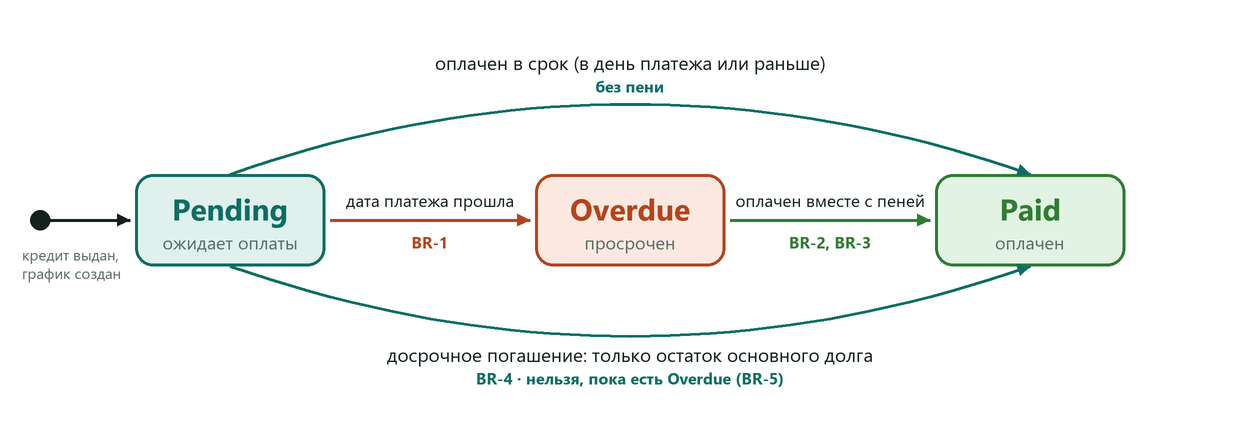 оплачен в срок (в день платежа или раньше)
без пени
Pending
ожидает оплаты
дата платежа прошла
BR-1
Overdue
просрочен
оплачен вместе с пеней
BR-2, BR-3
Paid
оплачен
кредит выдан,
график создан
досрочное погашение: только остаток основного долга
BR-4 · нельзя, пока есть Overdue (BR-5)